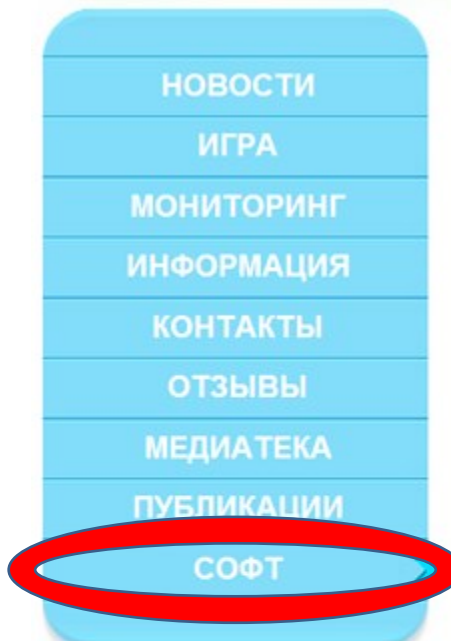 НОВОСТИ
ИГРА
МОНИТОРИНГ
ИНФОРМАЦИЯ
КОНТАКТЫ
ОТЗЫВЫ
МЕДИАТЕКА
ПУБЛИКАЦИИ
СОФТ